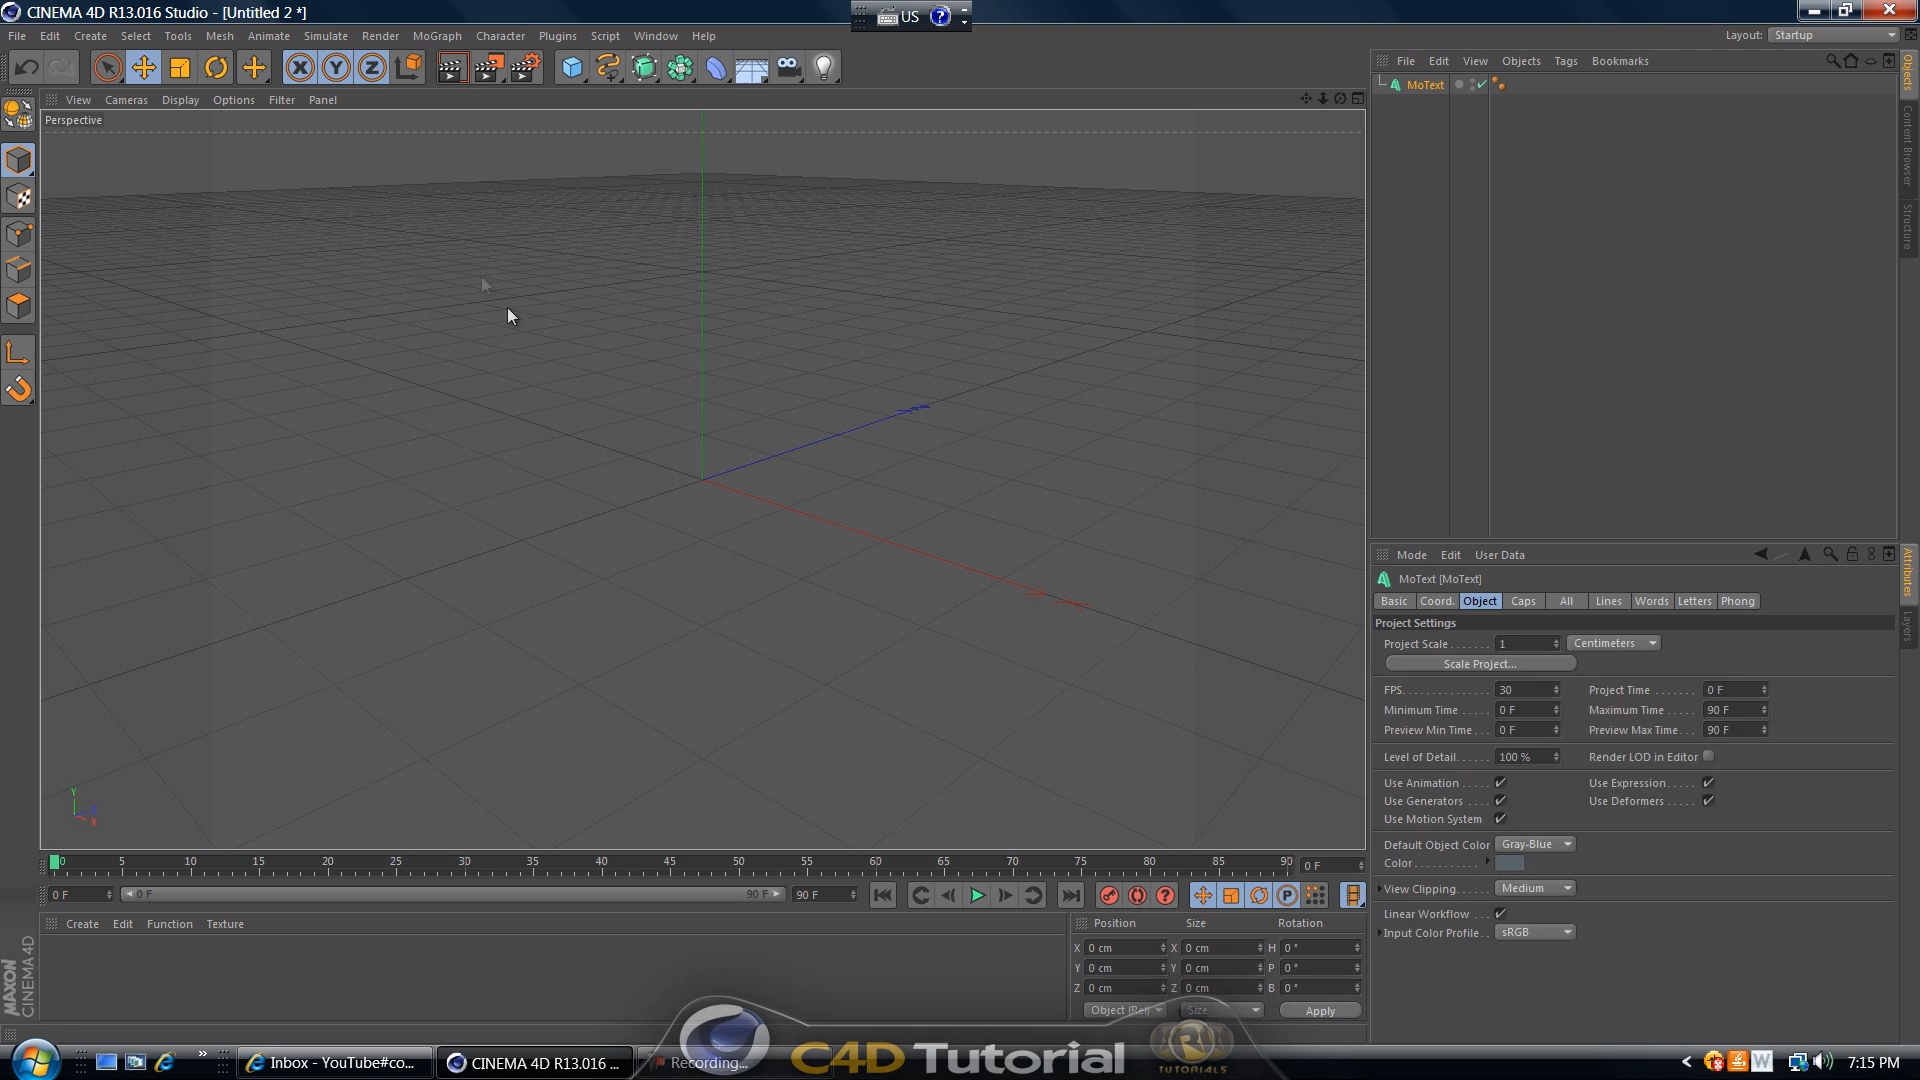 CINEMA 4D R13.016 Studio - [Untitled 2 *]
US
File Edit Create Select Tools Mesh Animate Simulate Render MoGraph Character Plugins Script Window Help
Layout: Startup
File Edit View Objects Tags Bookmarks
View Cameras Display Options Filter Panel
Perspective
MoText
Objects
Content Browser
Structure
Mode Edit User Data
MoText [MoText]
Basic Coord. Object Caps All Lines Words Letters Phong
Attributes
Layers
Project Settings
Project Scale 1 Centimeters
Scale Project...
FPS 30 Project Time 0 F
Minimum Time 0 F Maximum Time 90 F
Preview Min Time 0 F Preview Max Time 90 F
Level of Detail 100 % Render LOD in Editor
Use Animation Use Expression
Use Generators Use Deformers
Use Motion System
Default Object Color Gray-Blue
Color
View Clipping Medium
Linear Workflow
Input Color Profile sRGB
Y
Z
X
0 5 10 15 20 25 30 35 40 45 50 55 60 65 70 75 80 85 90 0 F
0 F 0 F 90 F 90 F
Create Edit Function Texture
Position Size Rotation
X 0 cm X 0 cm H 0 °
Y 0 cm Y 0 cm P 0 °
Z 0 cm Z 0 cm B 0 °
Object (Rel) Size Apply
MAXON
CINEMA 4D
C4D Tutorial
TUTORIALS
Inbox - YouTube#co... CINEMA 4D R13.016 ... Recording... 7:15 PM